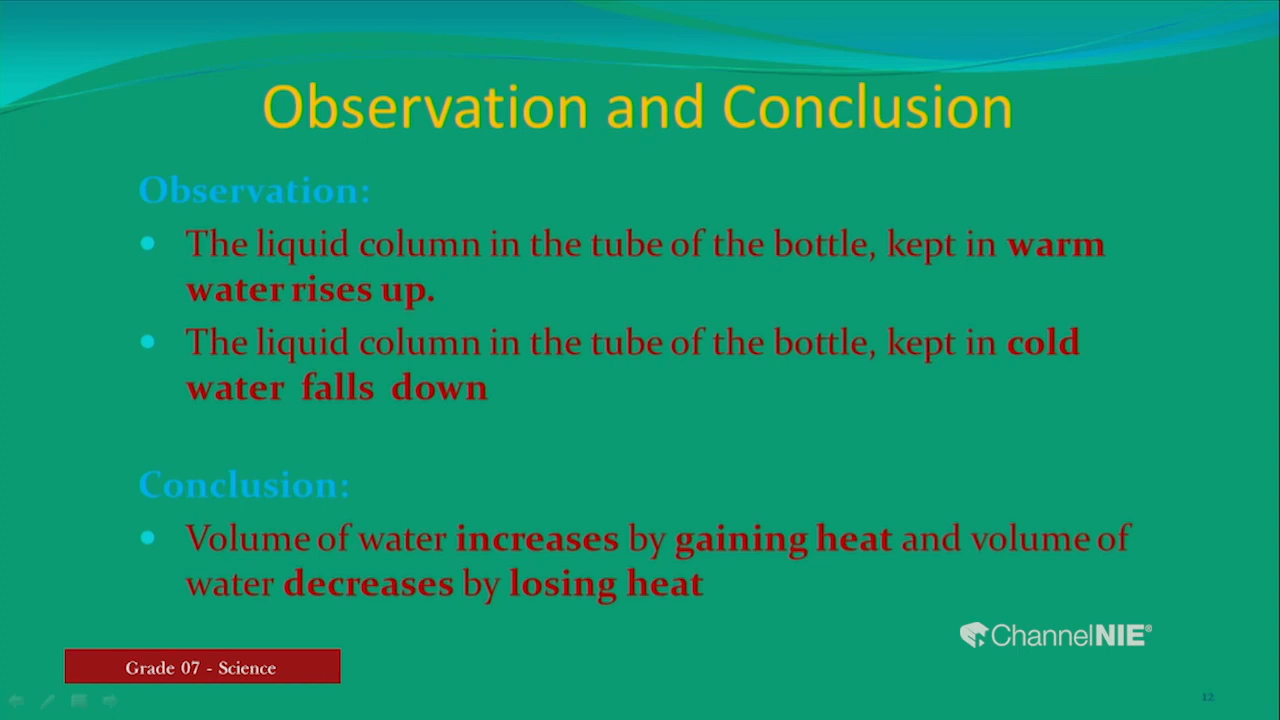 Observation and Conclusion
Observation:
The liquid column in the tube of the bottle, kept in warm
water rises up.
The liquid column in the tube of the bottle, kept in cold
water falls down
Conclusion:
Volume of water increases by gaining heat and volume of
water decreases by losing heat
ChannelNIE®
Grade 07 - Science
12